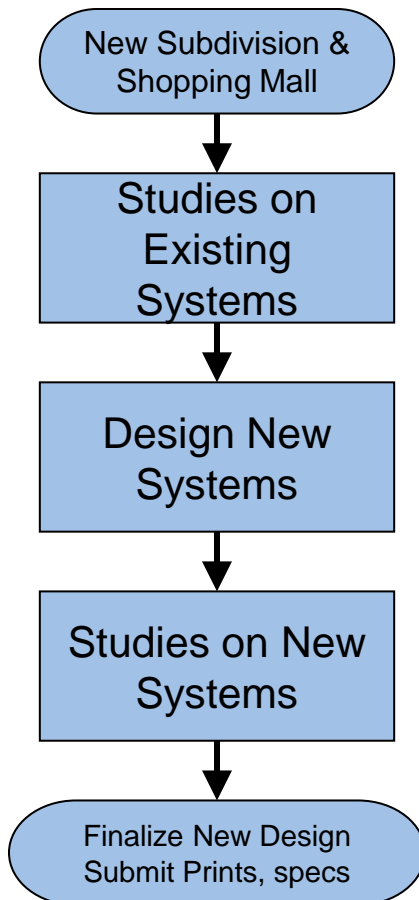 New Subdivision &
Shopping Mall
Studies on
Existing
Systems
Design New
Systems
Studies on New
Systems
Finalize New Design
Submit Prints, specs